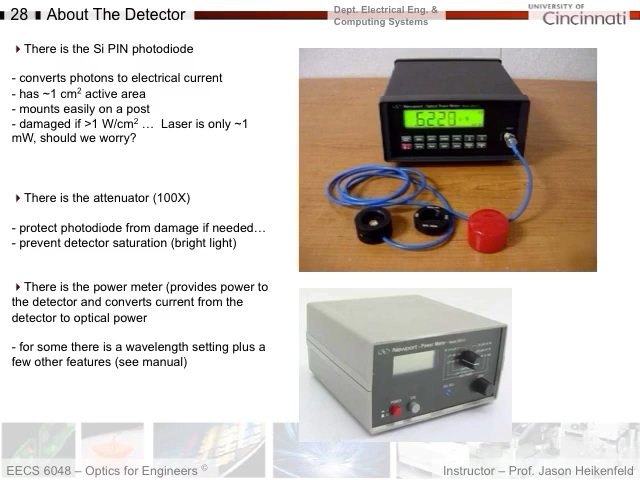 28 About The Detector
Dept. Electrical Eng. &
Computing Systems
UNIVERSITY OF
Cincinnati
There is the Si PIN photodiode
- converts photons to electrical current
- has ~1 cm² active area
- mounts easily on a post
- damaged if >1 W/cm² … Laser is only ~1
mW, should we worry?
There is the attenuator (100X)
- protect photodiode from damage if needed…
- prevent detector saturation (bright light)
There is the power meter (provides power to
the detector and converts current from the
detector to optical power
- for some there is a wavelength setting plus a
few other features (see manual)
Newport - Optical Power Meter
6220
Newport - Power Meter
POWER
EECS 6048 – Optics for Engineers ©
Instructor – Prof. Jason Heikenfeld